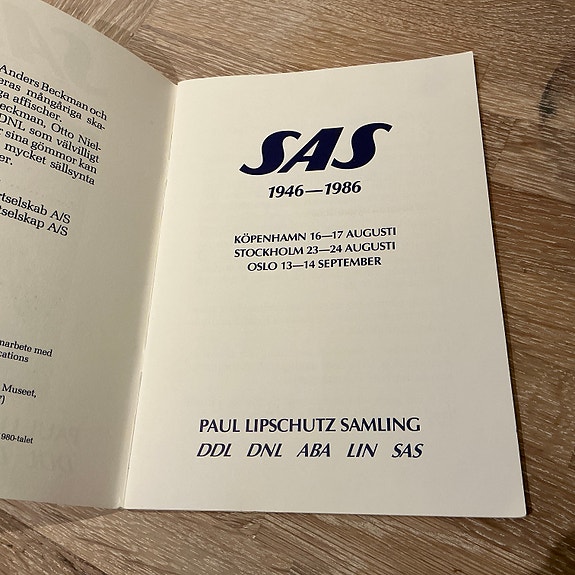 Anders Beckman och
eras mångåriga ska-
ga affischer.
eckman, Otto Niel-
DNL som välvilligt
r sina gömmor kan
mycket sällsynta
er.
rtselskab A/S
tselskap A/S
marbete med
cations
Museet,
?)
980-talet
SAS
1946—1986
KÖPENHAMN 16—17 AUGUSTI
STOCKHOLM 23—24 AUGUSTI
OSLO 13—14 SEPTEMBER
PAUL LIPSCHUTZ SAMLING
DDL DNL ABA LIN SAS